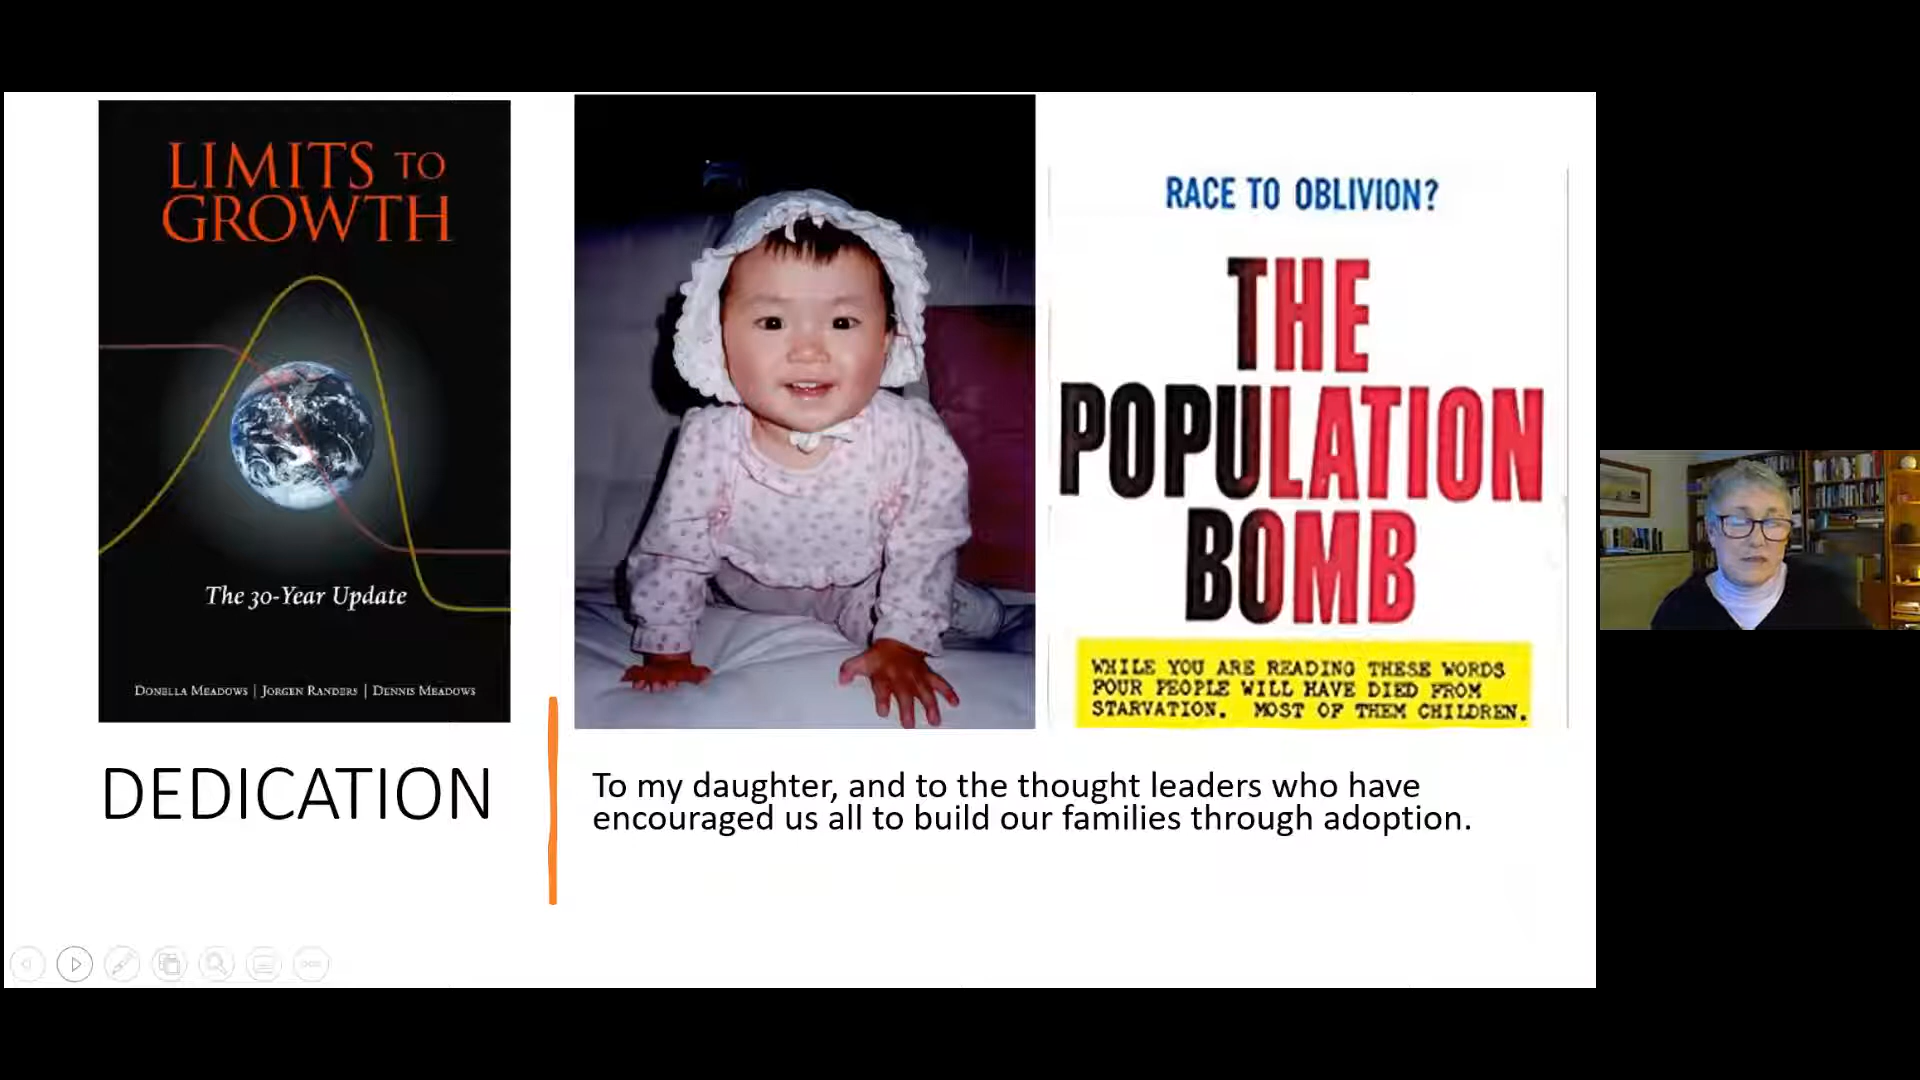 LIMITS TO
GROWTH
The 30-Year Update
DONELLA MEADOWS | JORGEN RANDERS | DENNIS MEADOWS
RACE TO OBLIVION?
THE
POPULATION
BOMB
WHILE YOU ARE READING THESE WORDS
FOUR PEOPLE WILL HAVE DIED FROM
STARVATION. MOST OF THEM CHILDREN.
DEDICATION
To my daughter, and to the thought leaders who have
encouraged us all to build our families through adoption.